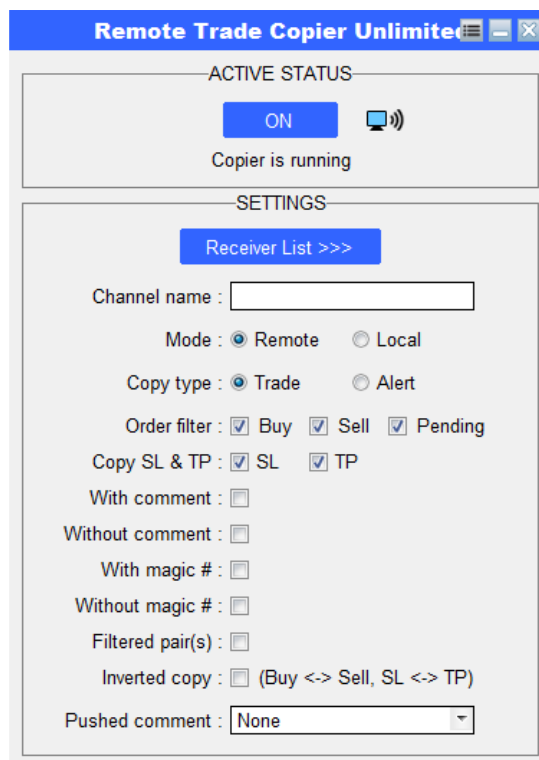 Remote Trade Copier Unlimited
ACTIVE STATUS
ON
Copier is running
SETTINGS
Receiver List >>>
Channel name :
Mode : Remote Local
Copy type : Trade Alert
Order filter : Buy Sell Pending
Copy SL & TP : SL TP
With comment :
Without comment :
With magic # :
Without magic # :
Filtered pair(s) :
Inverted copy : (Buy <-> Sell, SL <-> TP)
Pushed comment : None